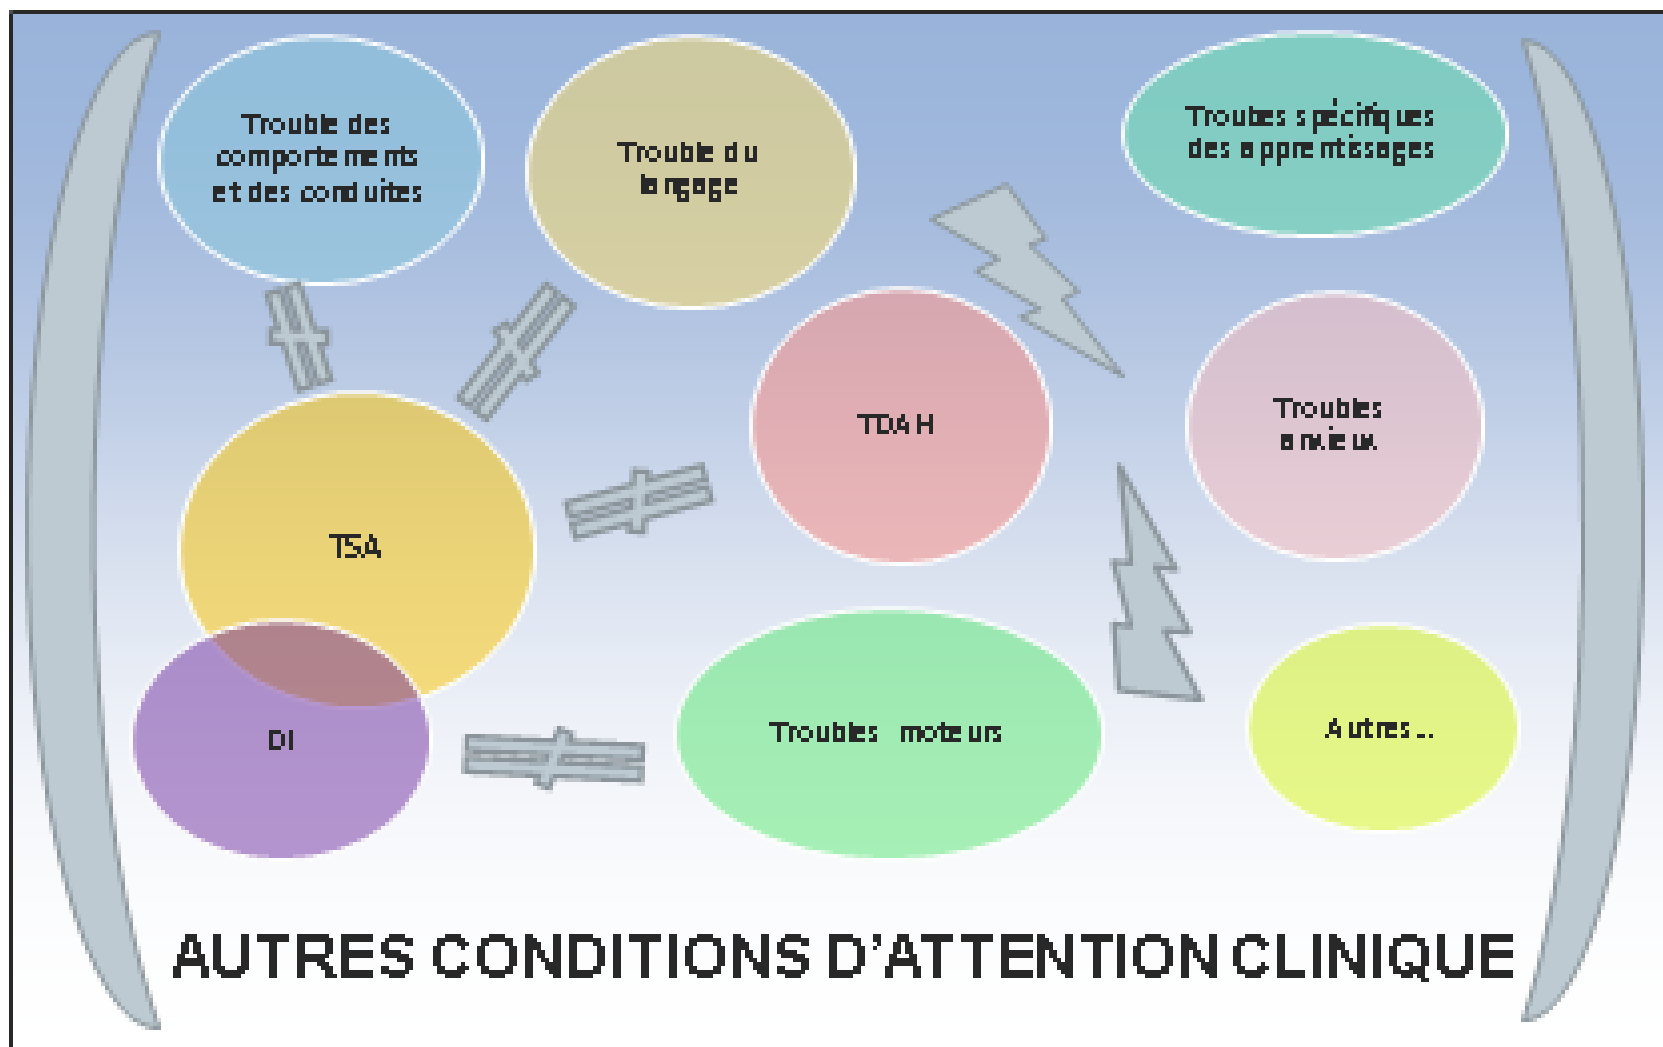 Trouble des
comportements
et des conduites
Trouble du
langage
Troubles spécifiques
des apprentissages
TDAH
Troubles
anxieux
TSA
DI
Troubles moteurs
Autres...
AUTRES CONDITIONS D’ATTENTION CLINIQUE